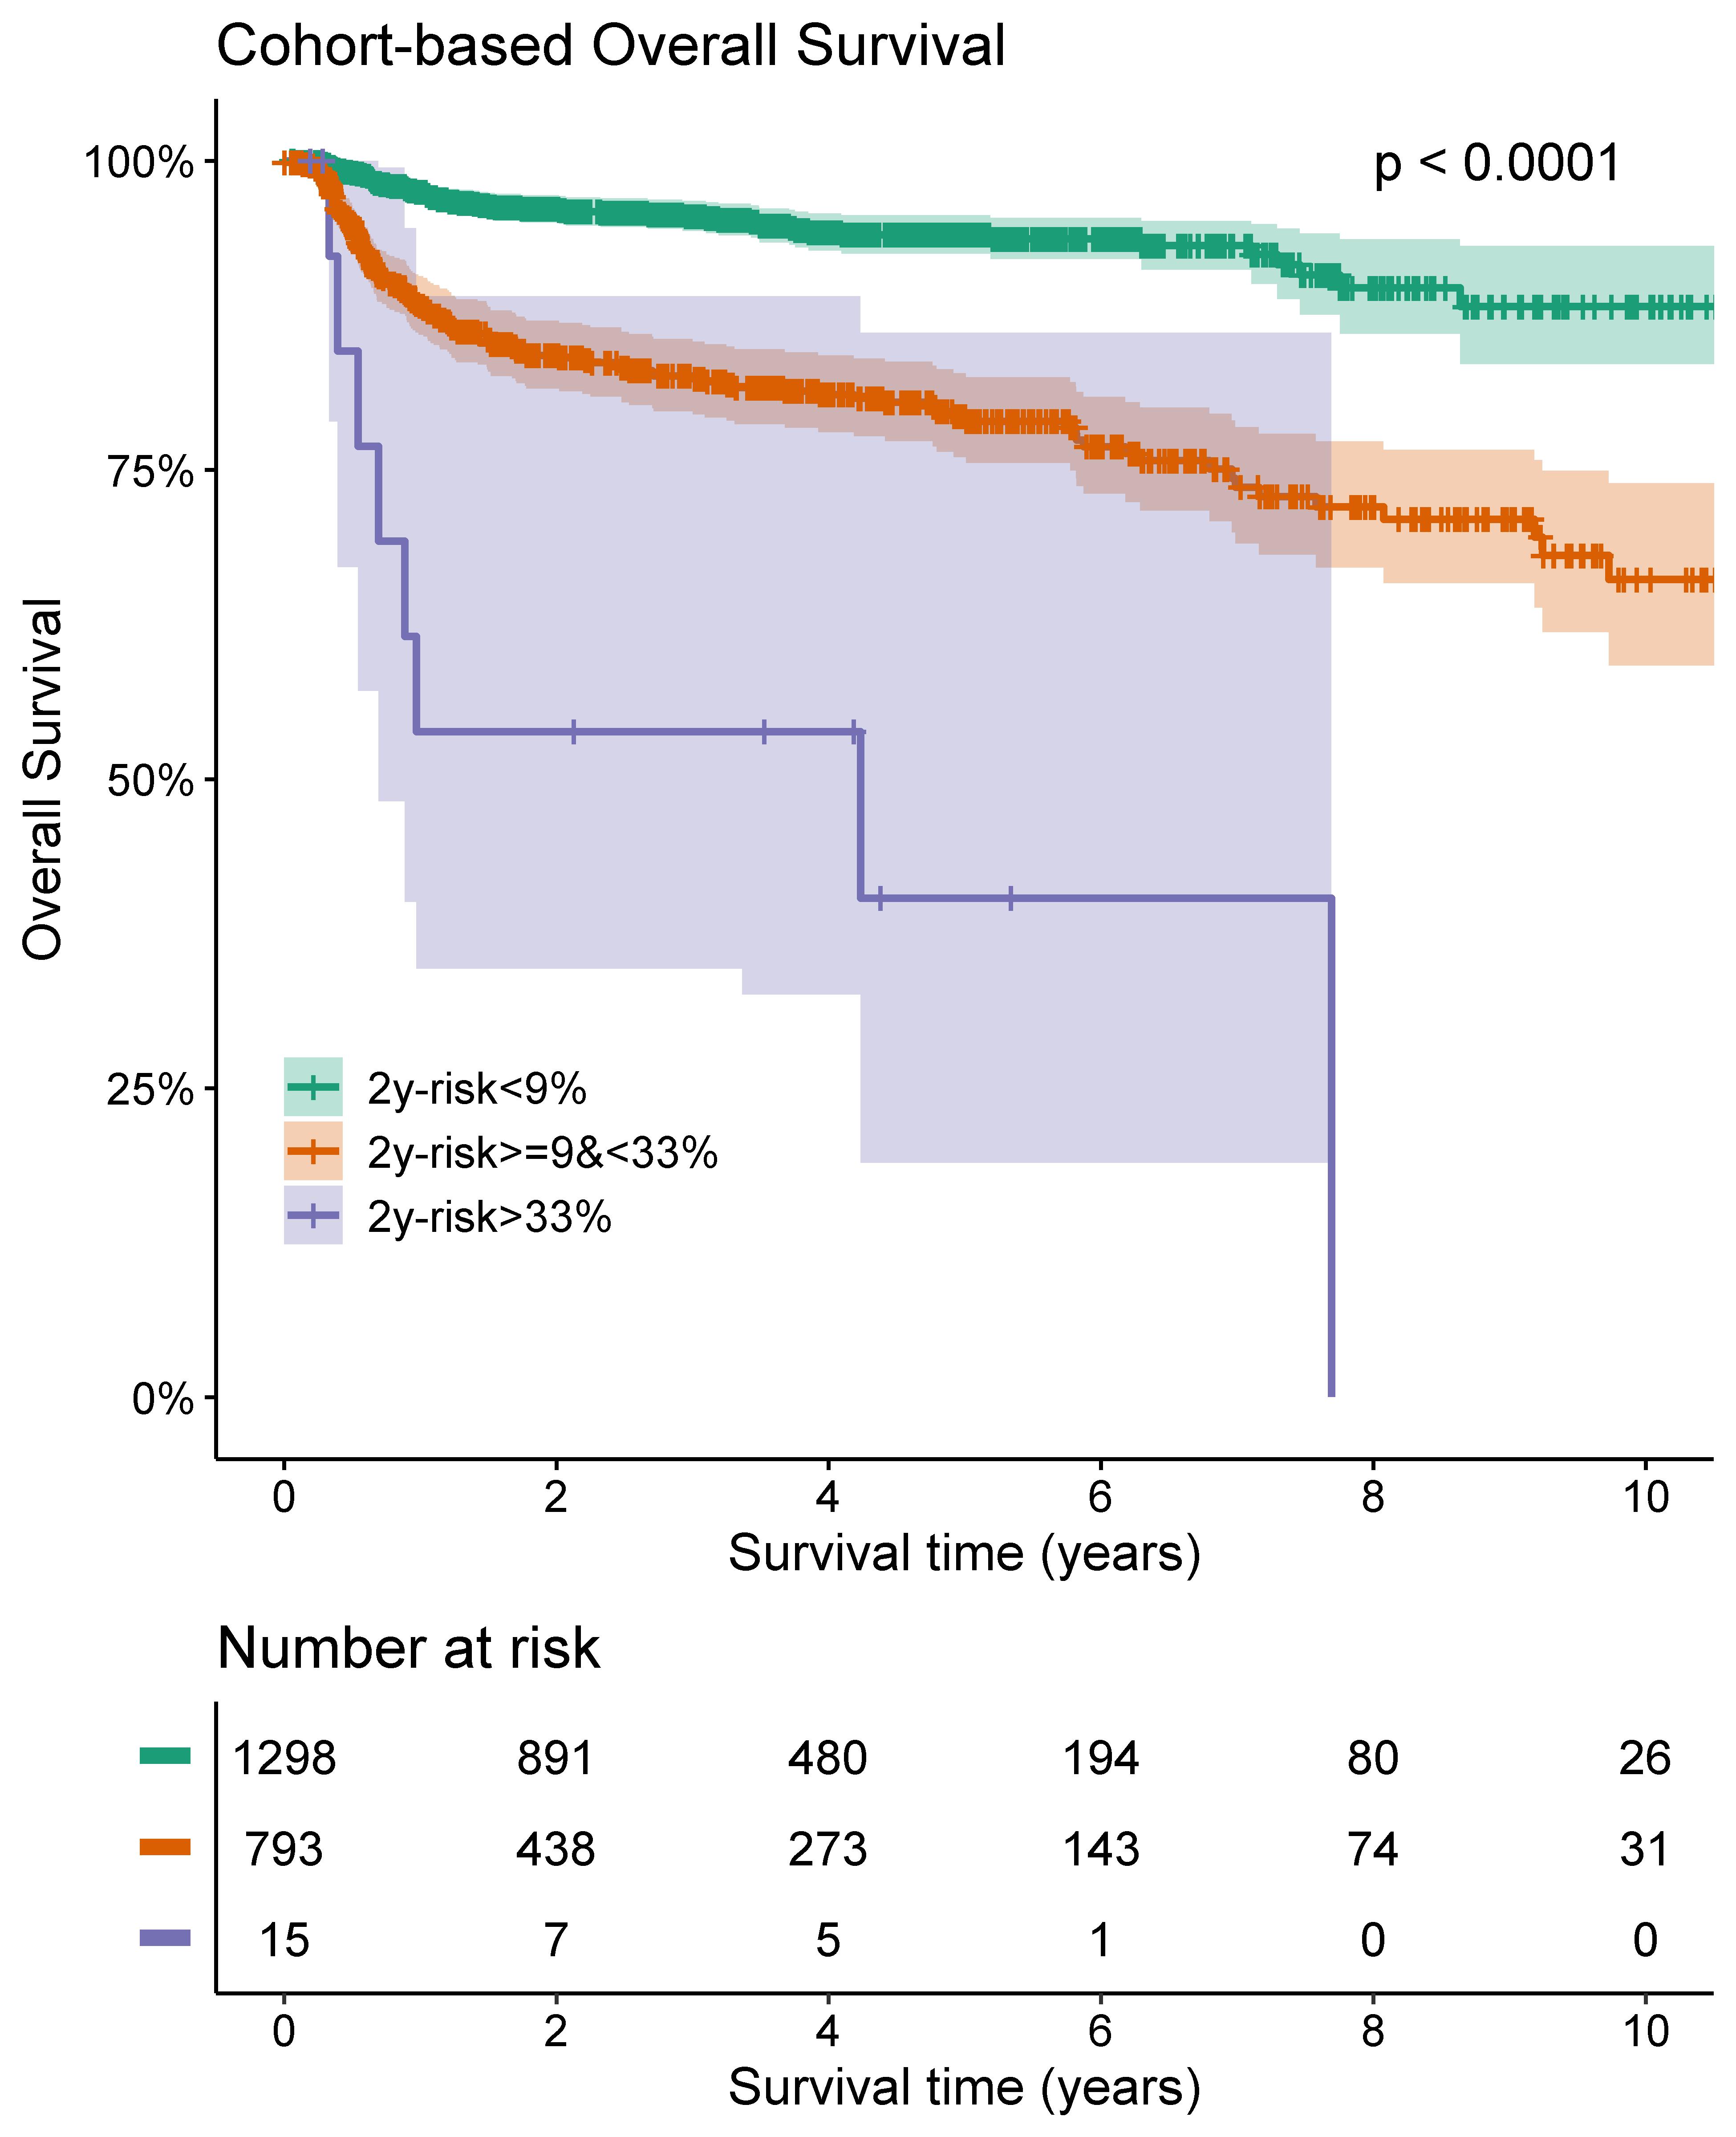 Cohort-based Overall Survival
p < 0.0001
100%
75%
50%
25%
0%
Overall Survival
2y-risk<9%
2y-risk>=9&<33%
2y-risk>33%
0 2 4 6 8 10
Survival time (years)
Number at risk
1298 891 480 194 80 26
793 438 273 143 74 31
15 7 5 1 0 0
0 2 4 6 8 10
Survival time (years)